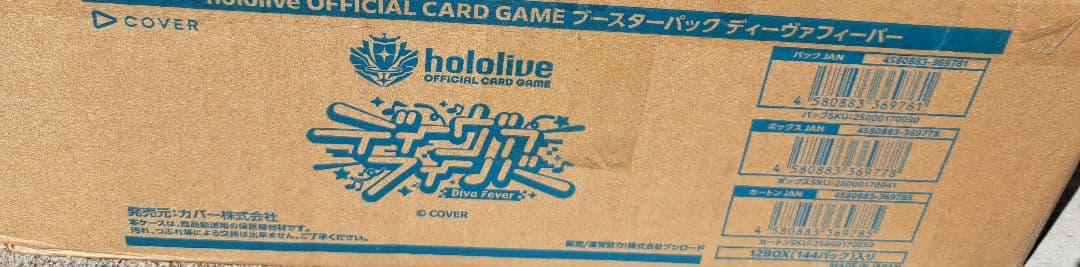 hololive OFFICIAL CARD GAME ブースターパック ディーヴァフィーバー
COVER
hololive
OFFICIAL CARD GAME
ディーヴァ
フィーバー
Diva Fever
© COVER
発売元:カバー株式会社
本ケースは、商品輸送用の保護梱包材です。
汚れ、つぶれ等による交換は出来ません。ご了承ください。
販売/運営協力:株式会社ブシロード
パック JAN 4580883-369761
4 580883 369761
パックSKU:25000170030
ボックス JAN 4580883-369778
4 580883 369778
ボックスSKU:25000170041
カートン JAN 4580883-369785
4 580883 369785
カートンSKU:25000170052
12BOX(144パック)入り
MADE IN JAPAN